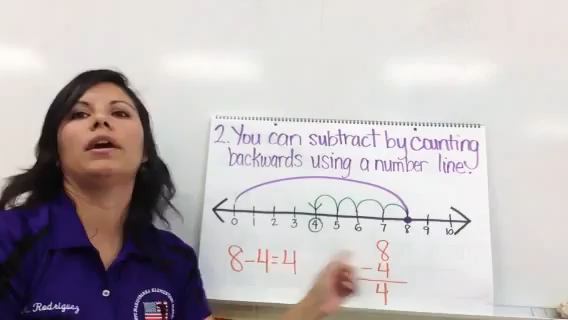 2. You can subtract by counting
backwards using a number line.
0 1 2 3 4 5 6 7 8 9 10
8-4=4
8
-4
4
Rodriguez